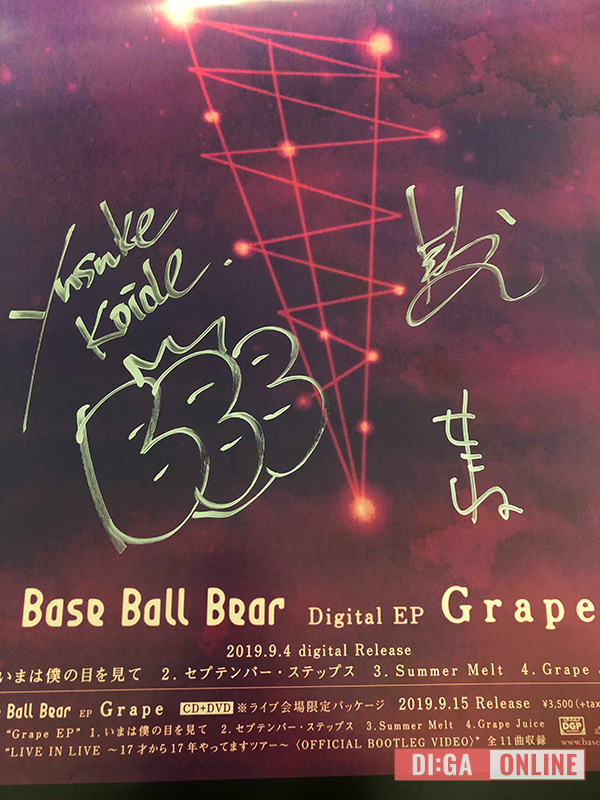 Yusuke
Koide.
BBB
Base Ball Bear Digital EP Grape
2019.9.4 digital Release
いまは僕の目を見て 2. セプテンバー・ステップス 3. Summer Melt 4. Grape J
Ball Bear EP Grape CD+DVD ※ライブ会場限定パッケージ 2019.9.15 Release ¥3,500 (+tax
"Grape EP" 1. いまは僕の目を見て 2. セプテンバー・ステップス 3. Summer Melt 4. Grape Juice DGP
"LIVE IN LIVE ～17才から17年やってますツアー～ 〈OFFICIAL BOOTLEG VIDEO〉" 全11曲収録 www.base
DI:GA ONLINE